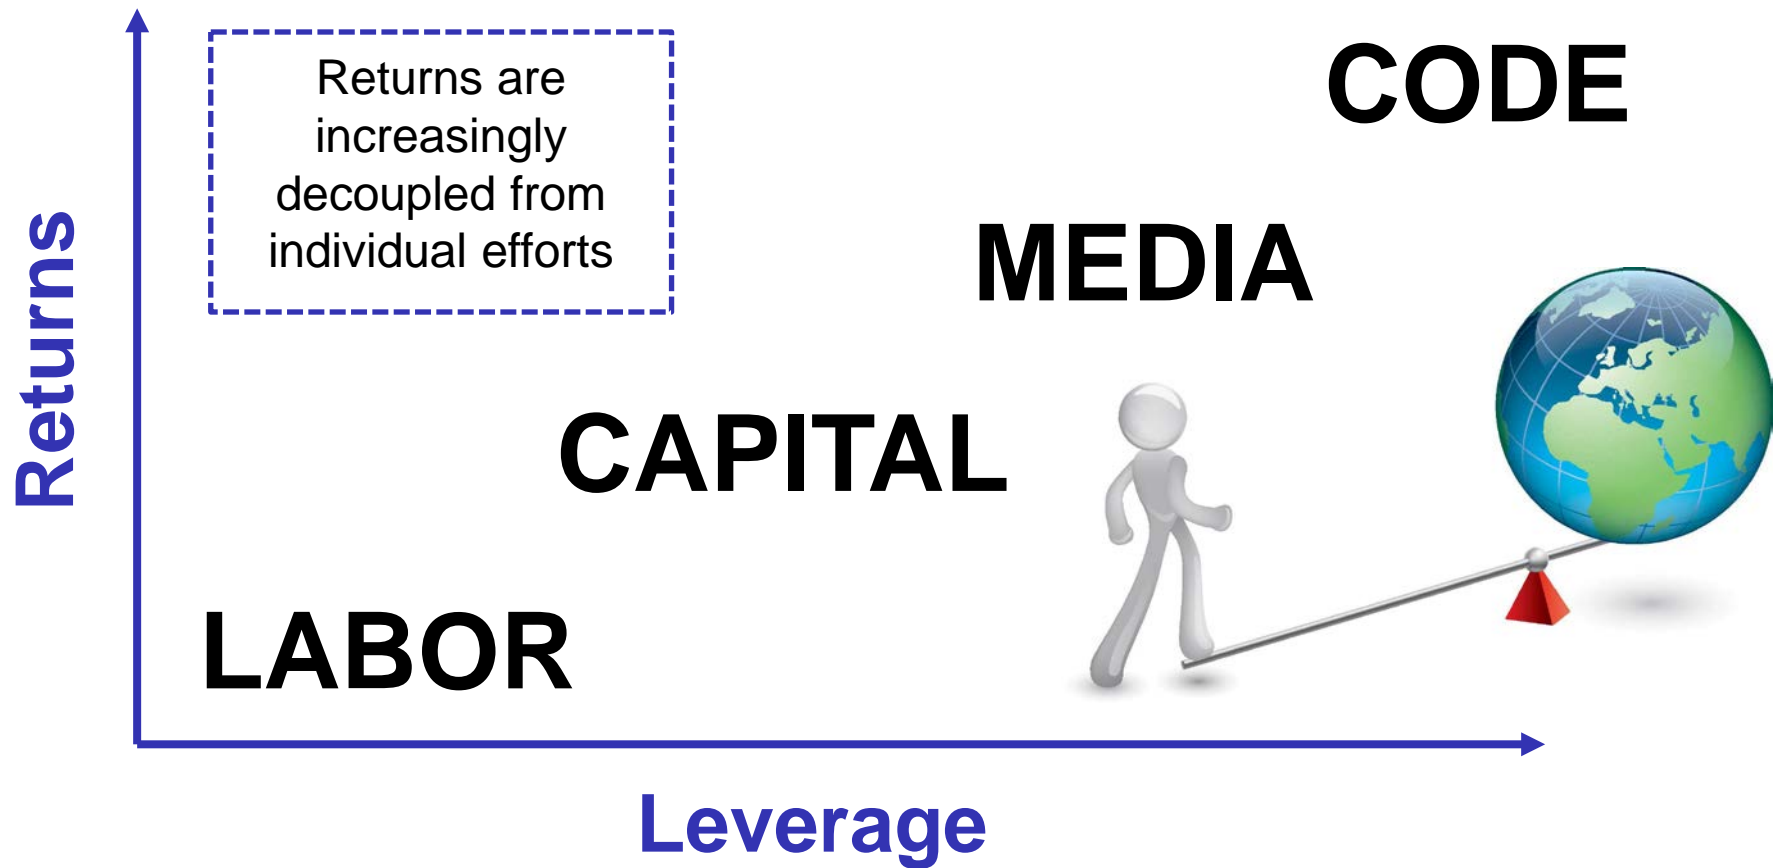 Returns are
increasingly
decoupled from
individual efforts
CODE
MEDIA
CAPITAL
LABOR
Returns
Leverage